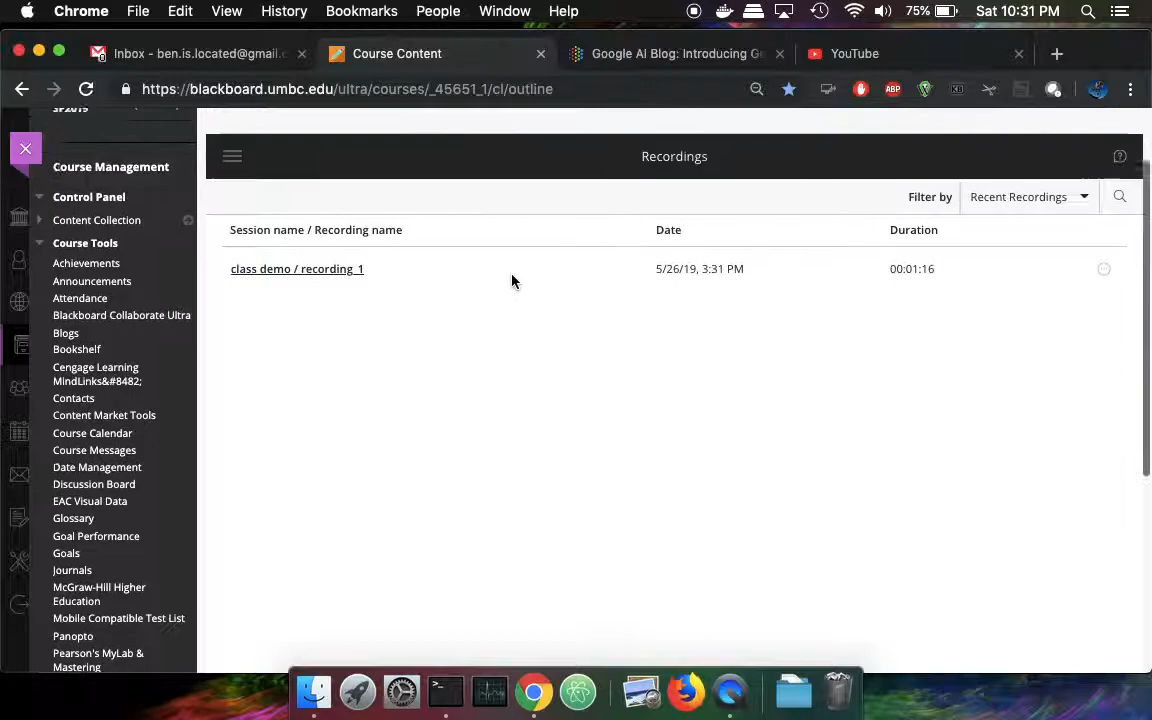 Chrome File Edit View History Bookmarks People Window Help 75% Sat 10:31 PM
Inbox - ben.is.located@gmail.c
Course Content
Google AI Blog: Introducing G
YouTube
https://blackboard.umbc.edu/ultra/courses/_45651_1/cl/outline
ABP
SP2019
Recordings
Course Management
Control Panel
Content Collection
Course Tools
Achievements
Announcements
Attendance
Blackboard Collaborate Ultra
Blogs
Bookshelf
Cengage Learning
MindLinks&#8482;
Contacts
Content Market Tools
Course Calendar
Course Messages
Date Management
Discussion Board
EAC Visual Data
Glossary
Goal Performance
Goals
Journals
McGraw-Hill Higher
Education
Mobile Compatible Test List
Panopto
Pearson's MyLab &
Mastering
Filter by Recent Recordings
Session name / Recording name Date Duration
class demo / recording_1 5/26/19, 3:31 PM 00:01:16